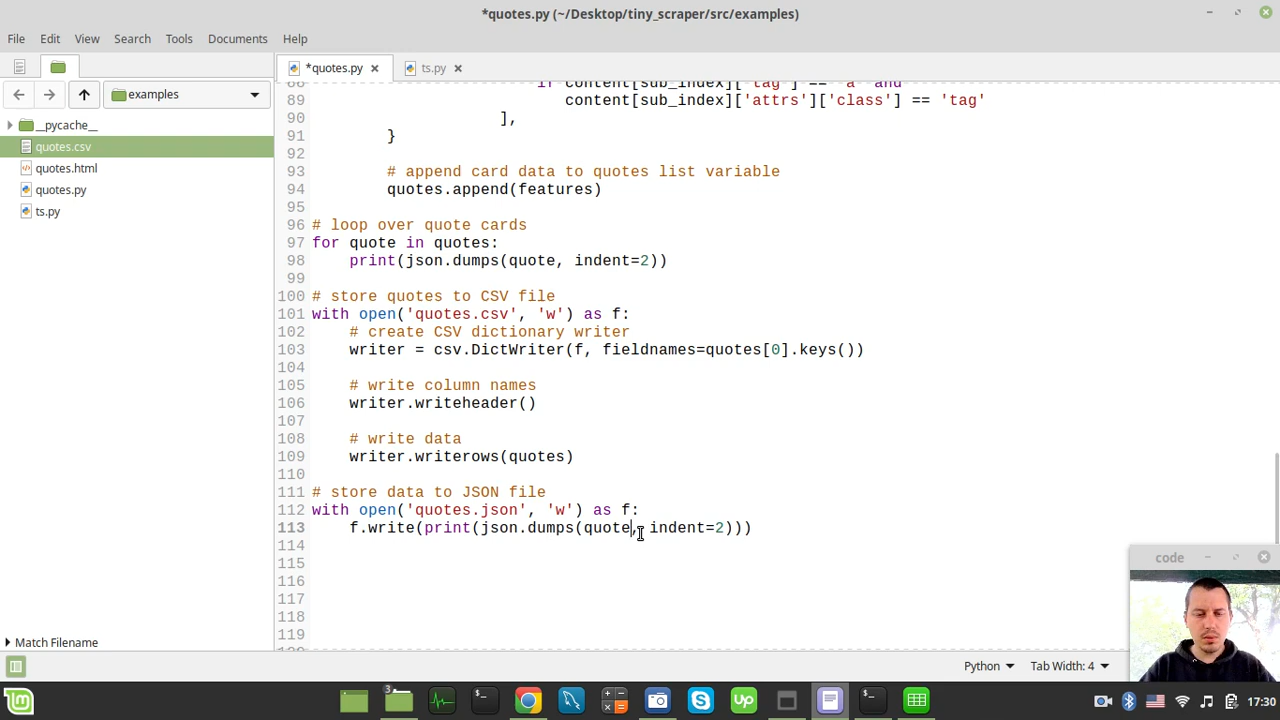 *quotes.py (~/Desktop/tiny_scraper/src/examples)
File Edit View Search Tools Documents Help
*quotes.py ts.py
examples
__pycache__
quotes.csv
quotes.html
quotes.py
ts.py
88 if content[sub_index]['tag'] == 'a' and
89 content[sub_index]['attrs']['class'] == 'tag'
90 ],
91 }
92
93 # append card data to quotes list variable
94 quotes.append(features)
95
96 # loop over quote cards
97 for quote in quotes:
98 print(json.dumps(quote, indent=2))
99
100 # store quotes to CSV file
101 with open('quotes.csv', 'w') as f:
102 # create CSV dictionary writer
103 writer = csv.DictWriter(f, fieldnames=quotes[0].keys())
104
105 # write column names
106 writer.writeheader()
107
108 # write data
109 writer.writerows(quotes)
110
111 # store data to JSON file
112 with open('quotes.json', 'w') as f:
113 f.write(print(json.dumps(quote, indent=2)))
114
115
116
117
118
119
Match Filename
code
Python Tab Width: 4
3
Up
17:30